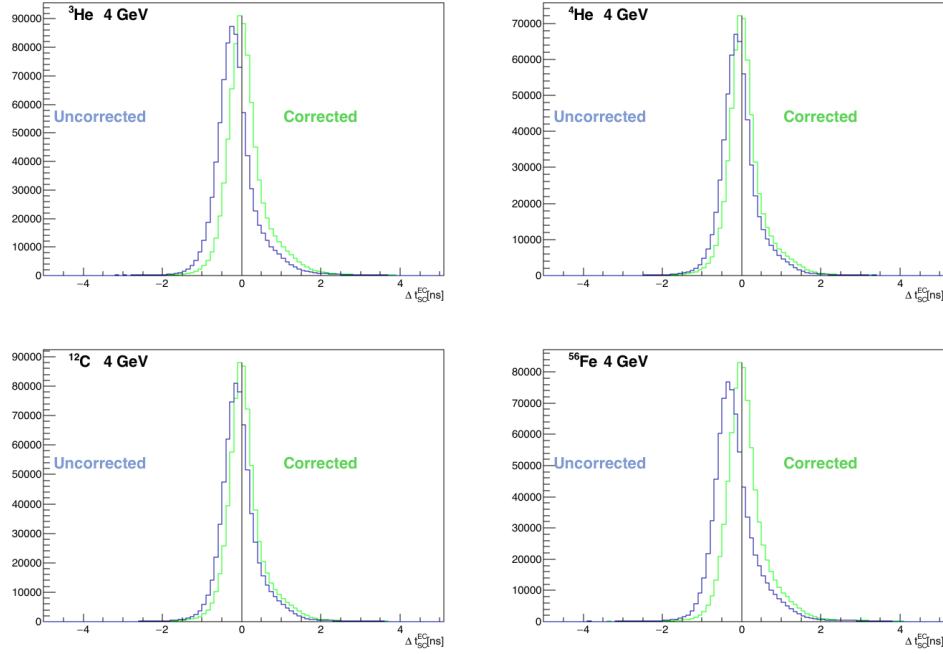 ³He 4 GeV
90000
80000
70000
60000
50000
40000
30000
20000
10000
0
Uncorrected
Corrected
−4 −2 0 2 4
Δ t^EC_SC[ns]
⁴He 4 GeV
70000
60000
50000
40000
30000
20000
10000
0
Uncorrected
Corrected
−4 −2 0 2 4
Δ t^EC_SC[ns]
¹²C 4 GeV
90000
80000
70000
60000
50000
40000
30000
20000
10000
0
Uncorrected
Corrected
−4 −2 0 2 4
Δ t^EC_SC[ns]
⁵⁶Fe 4 GeV
80000
70000
60000
50000
40000
30000
20000
10000
0
Uncorrected
Corrected
−4 −2 0 2 4
Δ t^EC_SC[ns]